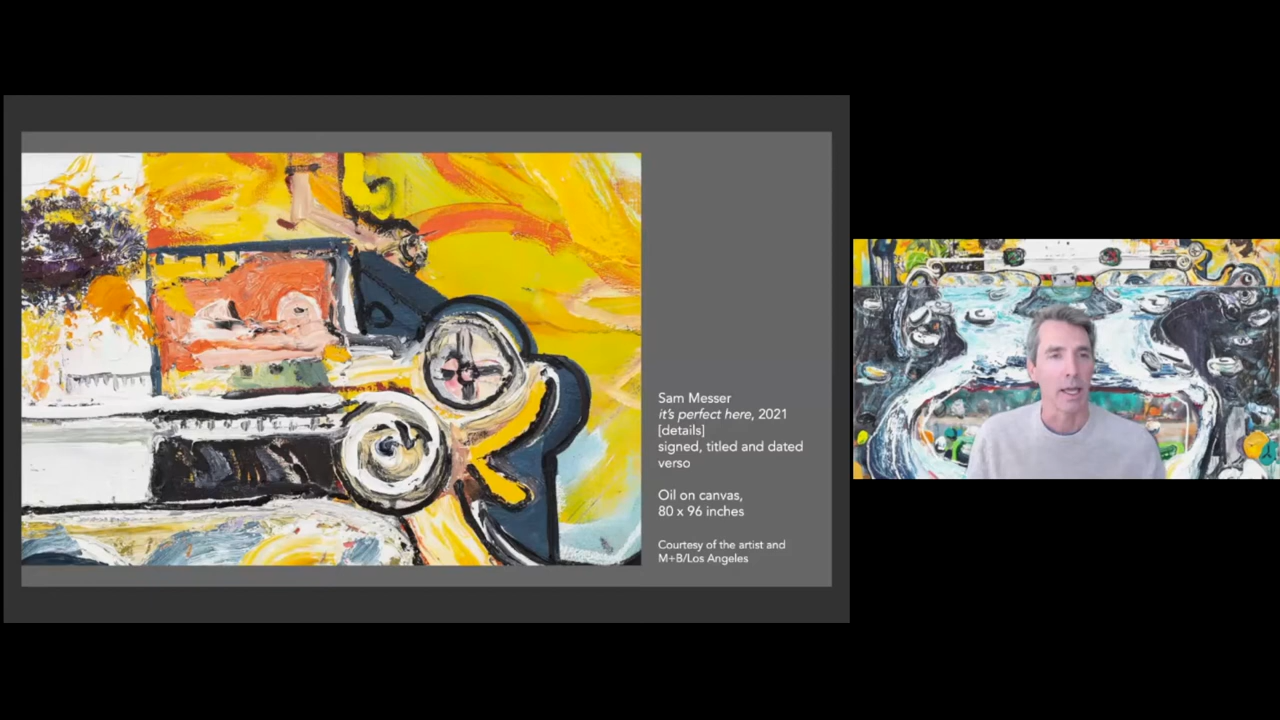 Sam Messer
it's perfect here, 2021
[details]
signed, titled and dated
verso
Oil on canvas,
80 x 96 inches
Courtesy of the artist and
M+B/Los Angeles